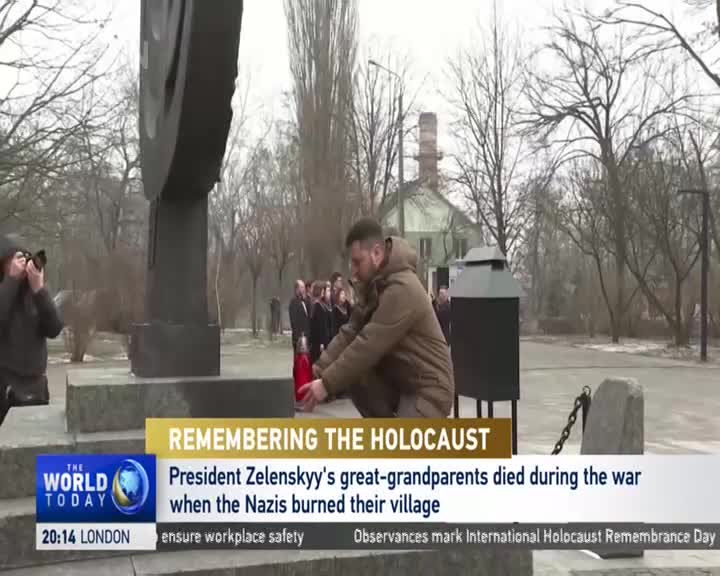 REMEMBERING THE HOLOCAUST
THE
WORLD
TODAY
President Zelenskyy's great-grandparents died during the war
when the Nazis burned their village
20:14 LONDON
ensure workplace safety
Observances mark International Holocaust Remembrance Day